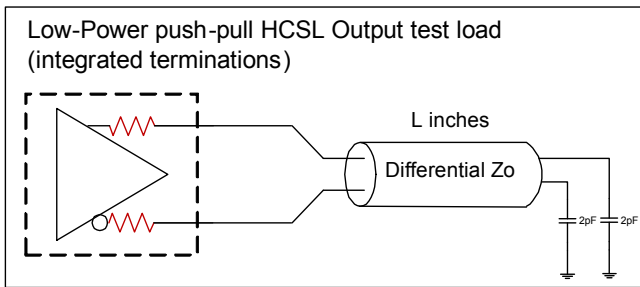 Low-Power push-pull HCSL Output test load
(integrated terminations)
L inches
Differential Zo
2pF
2pF